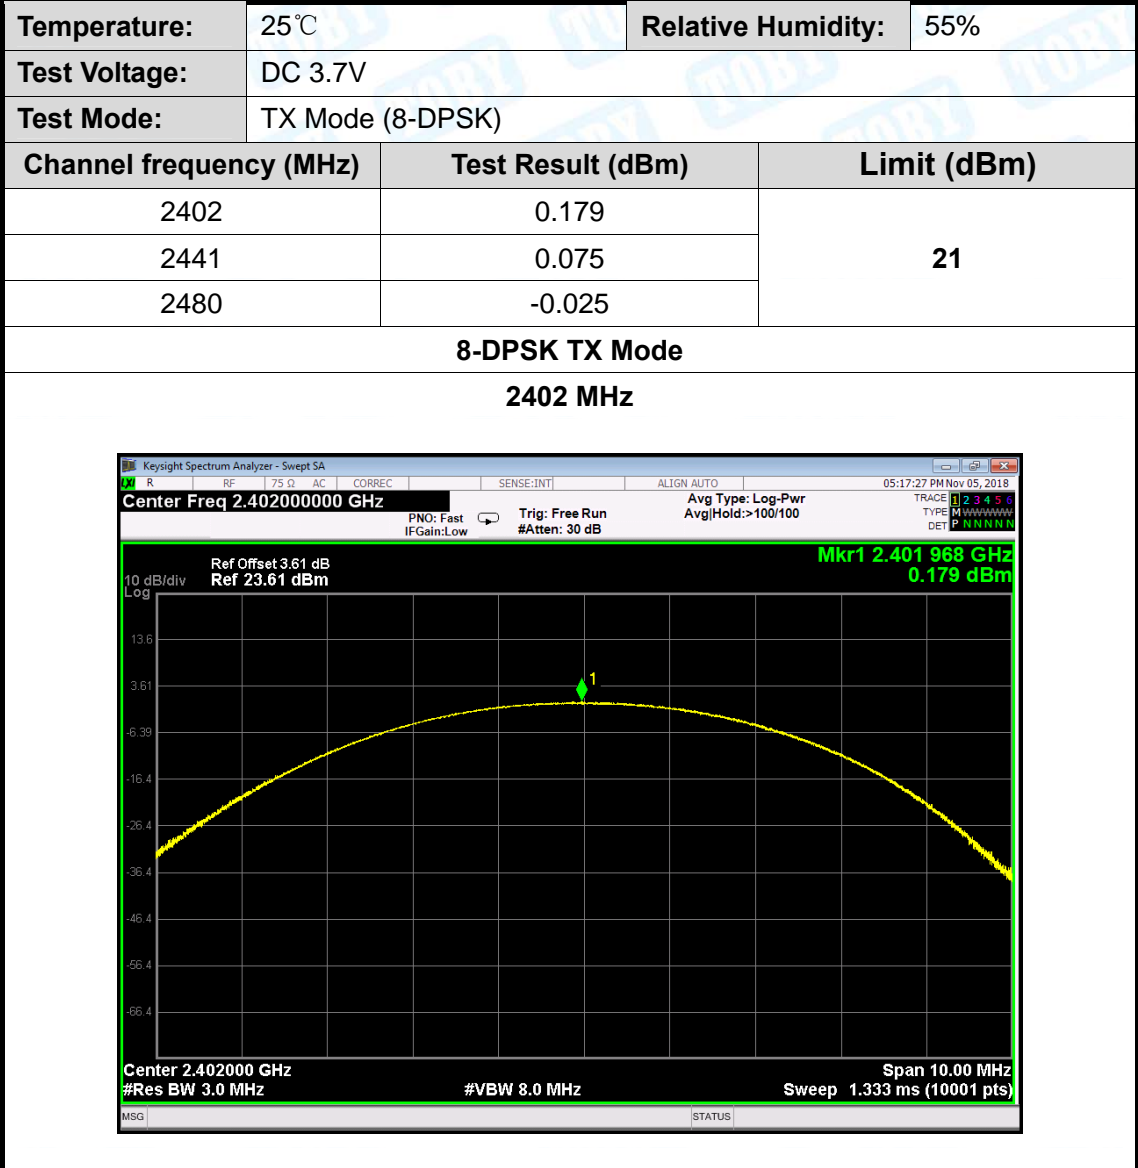 Temperature: 25℃ Relative Humidity: 55%
Test Voltage: DC 3.7V
Test Mode: TX Mode (8-DPSK)
Channel frequency (MHz) Test Result (dBm) Limit (dBm)
2402 0.179
2441 0.075 21
2480 -0.025
8-DPSK TX Mode
2402 MHz
Keysight Spectrum Analyzer - Swept SA
LXI R RF 75 Ω AC CORREC SENSE:INT ALIGN AUTO 05:17:27 PM Nov 05, 2018
Center Freq 2.402000000 GHz
PNO: Fast
IFGain:Low
Trig: Free Run
#Atten: 30 dB
Avg Type: Log-Pwr
Avg|Hold:>100/100
TRACE 1 2 3 4 5 6
TYPE M WWWWW
DET P N N N N N
Mkr1 2.401 968 GHz
0.179 dBm
Ref Offset 3.61 dB
10 dB/div Ref 23.61 dBm
Log
1
13.6
3.61
-6.39
-16.4
-26.4
-36.4
-46.4
-56.4
-66.4
Center 2.402000 GHz Span 10.00 MHz
#Res BW 3.0 MHz #VBW 8.0 MHz Sweep 1.333 ms (10001 pts)
MSG STATUS
TOBY
TOBY
TOBY
TOBY